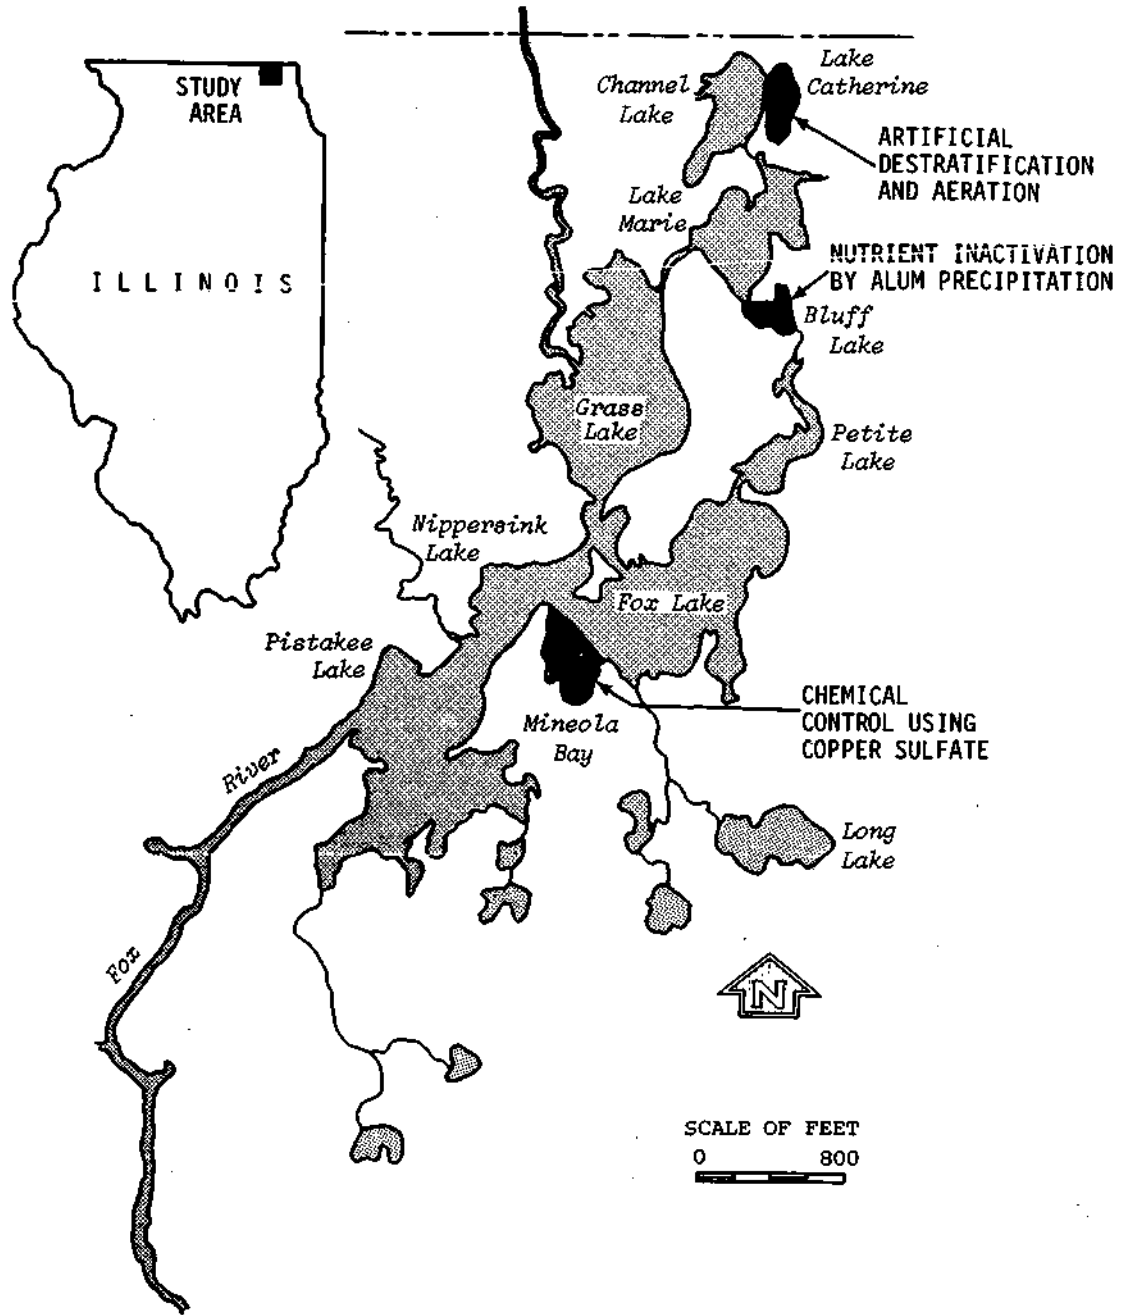 STUDY
AREA
ILLINOIS
Channel
Lake
Lake
Catherine
ARTIFICIAL
DESTRATIFICATION
AND AERATION
Lake
Marie
NUTRIENT INACTIVATION
BY ALUM PRECIPITATION
Bluff
Lake
Grass
Lake
Petite
Lake
Nippersink
Lake
Fox Lake
Pistakee
Lake
Mineola
Bay
CHEMICAL
CONTROL USING
COPPER SULFATE
River
Long
Lake
Fox
N
SCALE OF FEET
0 800